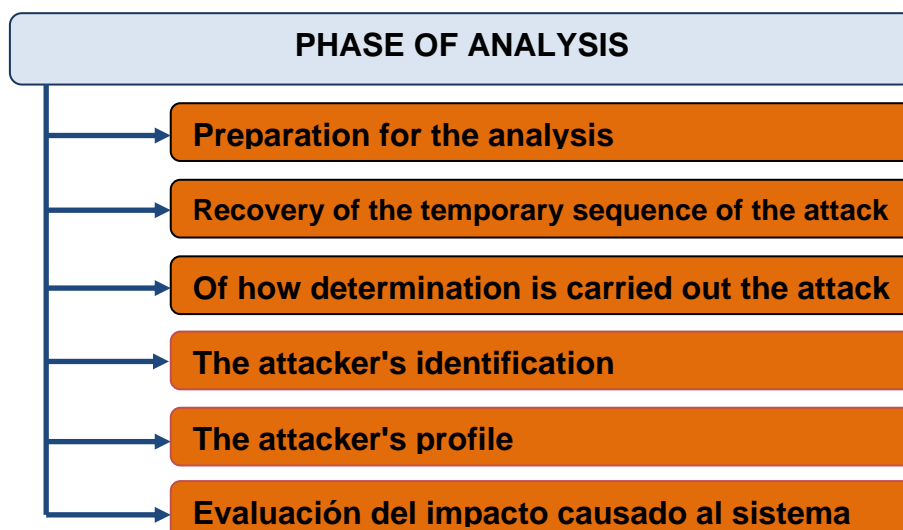 PHASE OF ANALYSIS
Preparation for the analysis
Recovery of the temporary sequence of the attack
Of how determination is carried out the attack
The attacker's identification
The attacker's profile
Evaluación del impacto causado al sistema